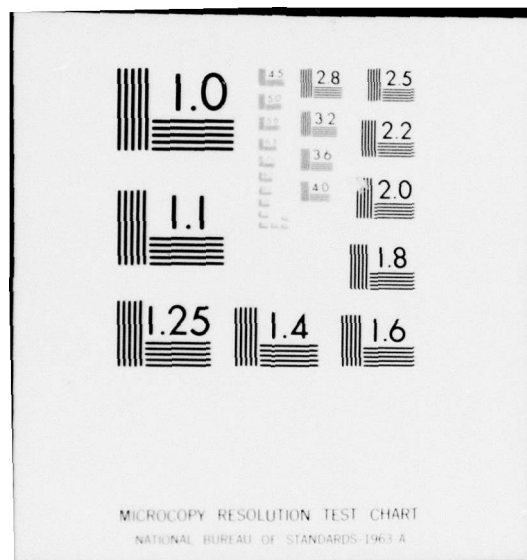 1.0 4.5 2.8 2.5
5.0 3.2 2.2
3.6
4.0 2.0
1.1
1.8
1.25 1.4 1.6
MICROCOPY RESOLUTION TEST CHART
NATIONAL BUREAU OF STANDARDS-1963-A